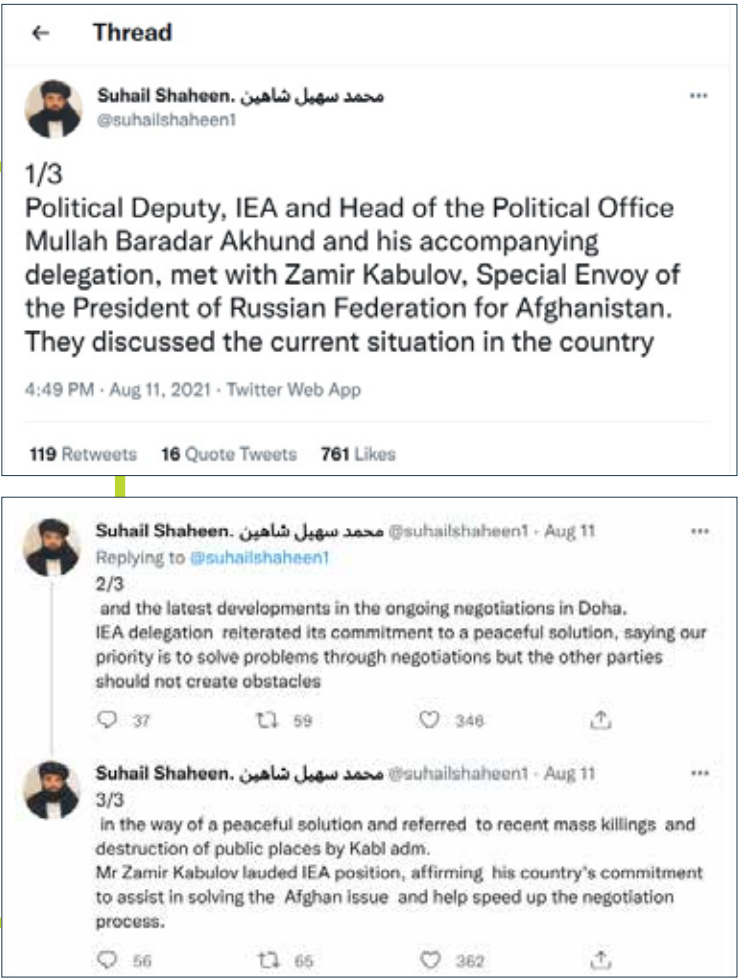 Thread
Suhail Shaheen. محمد سهيل شاهين
@suhailshaheen1
1/3
Political Deputy, IEA and Head of the Political Office
Mullah Baradar Akhund and his accompanying
delegation, met with Zamir Kabulov, Special Envoy of
the President of Russian Federation for Afghanistan.
They discussed the current situation in the country
4:49 PM · Aug 11, 2021 · Twitter Web App
119 Retweets 16 Quote Tweets 761 Likes
Suhail Shaheen. محمد سهيل شاهين @suhailshaheen1 · Aug 11
Replying to @suhailshaheen1
2/3
and the latest developments in the ongoing negotiations in Doha.
IEA delegation reiterated its commitment to a peaceful solution, saying our
priority is to solve problems through negotiations but the other parties
should not create obstacles
37 59 346
Suhail Shaheen. محمد سهيل شاهين @suhailshaheen1 · Aug 11
3/3
in the way of a peaceful solution and referred to recent mass killings and
destruction of public places by Kabl adm.
Mr Zamir Kabulov lauded IEA position, affirming his country's commitment
to assist in solving the Afghan issue and help speed up the negotiation
process.
56 65 362